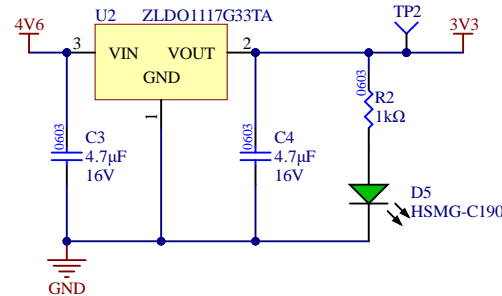 4V6
U2
ZLDO1117G33TA
TP2
3V3
3
VIN
VOUT
2
GND
1
0603
C3
4.7µF
16V
0603
C4
4.7µF
16V
0603
R2
1kΩ
D5
HSMG-C190
GND